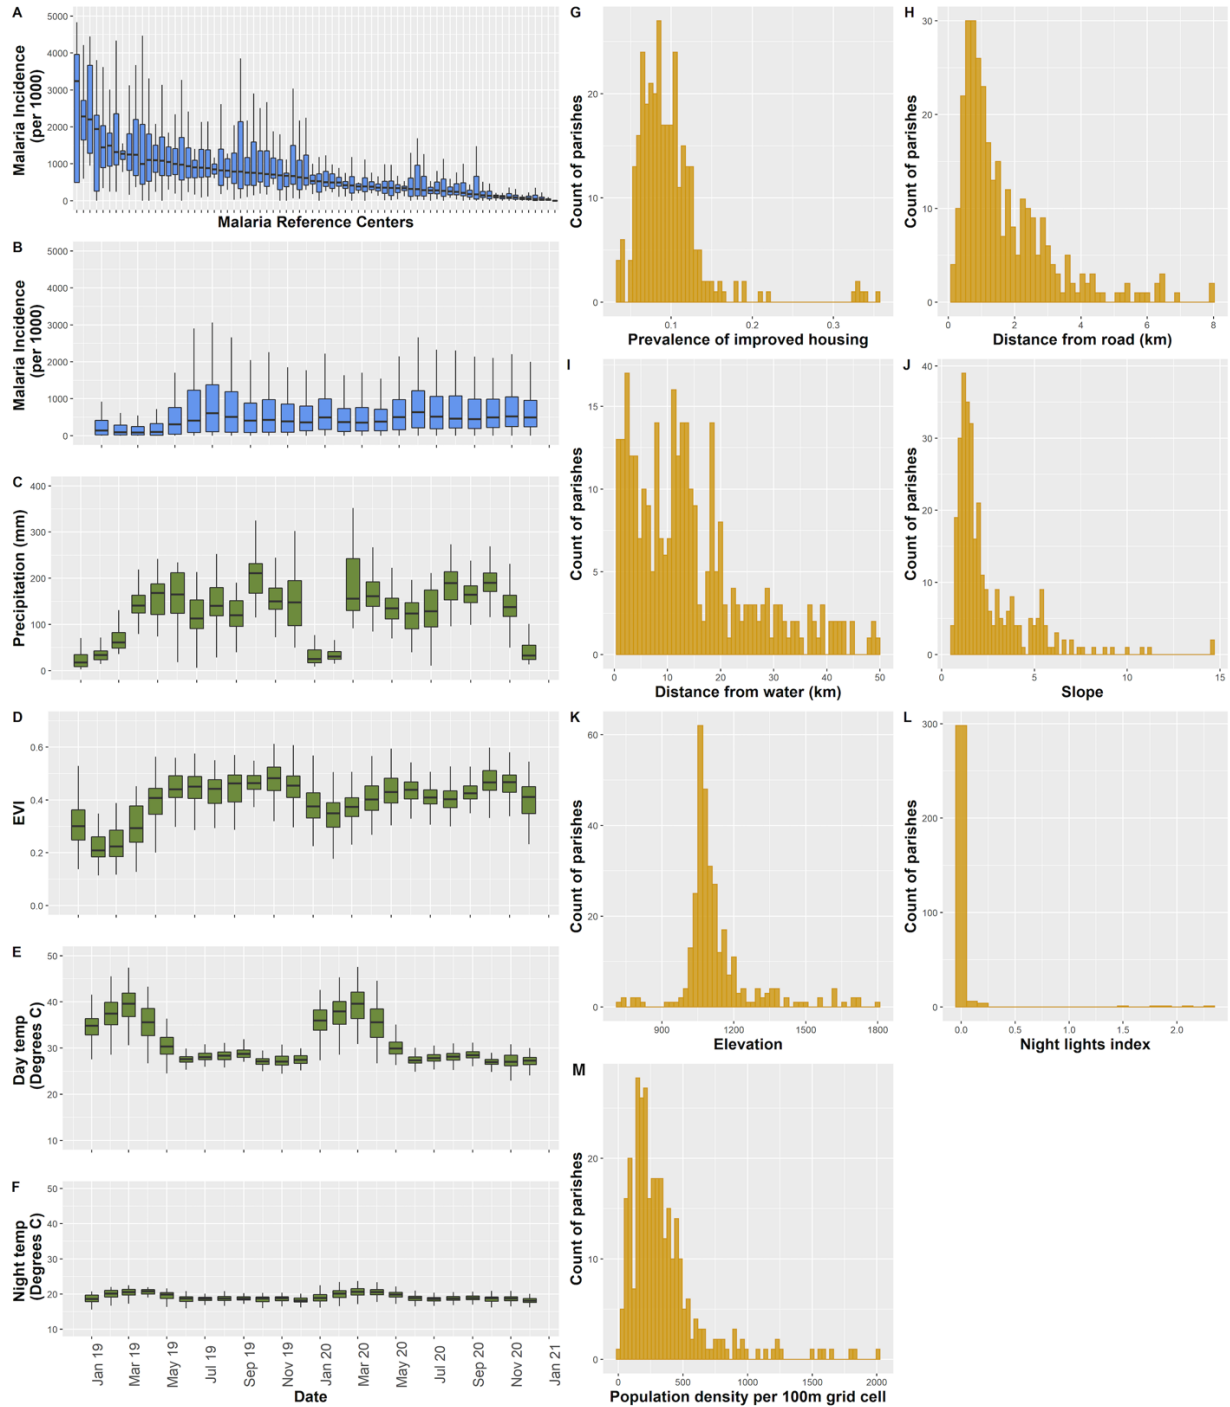 A
Malaria Incidence
(per 1000)
5000
4000
3000
2000
1000
0
Malaria Reference Centers
B
Malaria Incidence
(per 1000)
5000
4000
3000
2000
1000
0
C
Precipitation (mm)
400
300
200
100
0
D
EVI
0.6
0.4
0.2
0.0
E
Day temp
(Degrees C)
50
40
30
20
10
F
Night temp
(Degrees C)
50
40
30
20
10
Jan 19
Mar 19
May 19
Jul 19
Sep 19
Nov 19
Jan 20
Mar 20
May 20
Jul 20
Sep 20
Nov 20
Jan 21
Date
G
Count of parishes
20
10
0
0.1
0.2
0.3
Prevalence of improved housing
H
Count of parishes
30
20
10
0
0
2
4
6
8
Distance from road (km)
I
Count of parishes
15
10
5
0
0
10
20
30
40
50
Distance from water (km)
J
Count of parishes
40
30
20
10
0
0
5
10
15
Slope
K
Count of parishes
60
40
20
0
900
1200
1500
1800
Elevation
L
Count of parishes
300
200
100
0
0.0
0.5
1.0
1.5
2.0
Night lights index
M
Count of parishes
20
10
0
0
500
1000
1500
2000
Population density per 100m grid cell